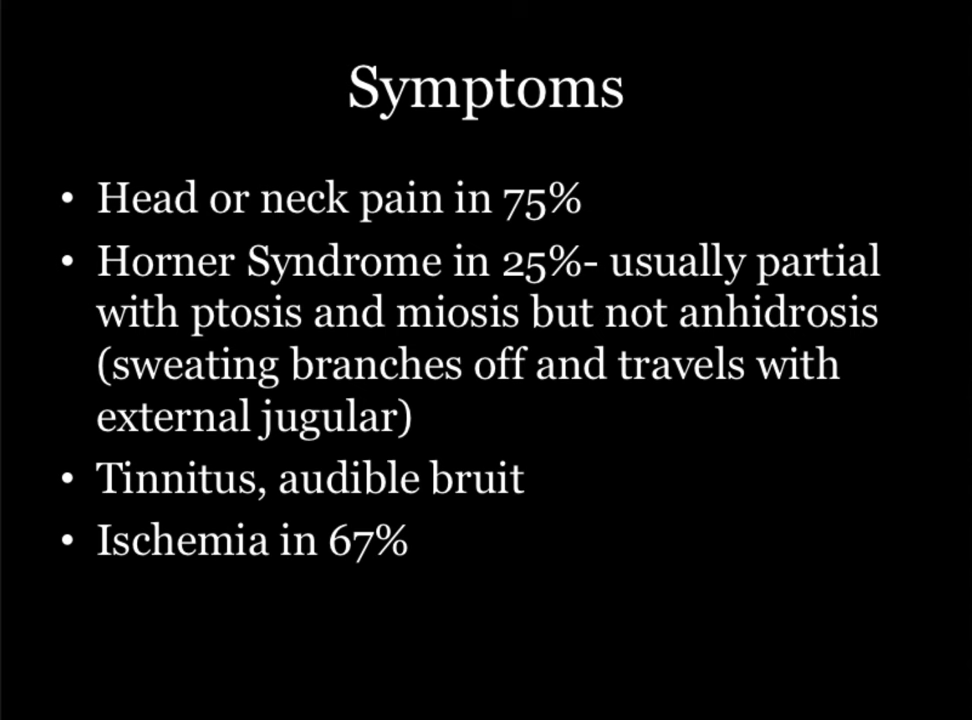 Symptoms
• Head or neck pain in 75%
• Horner Syndrome in 25%- usually partial
with ptosis and miosis but not anhidrosis
(sweating branches off and travels with
external jugular)
• Tinnitus, audible bruit
• Ischemia in 67%